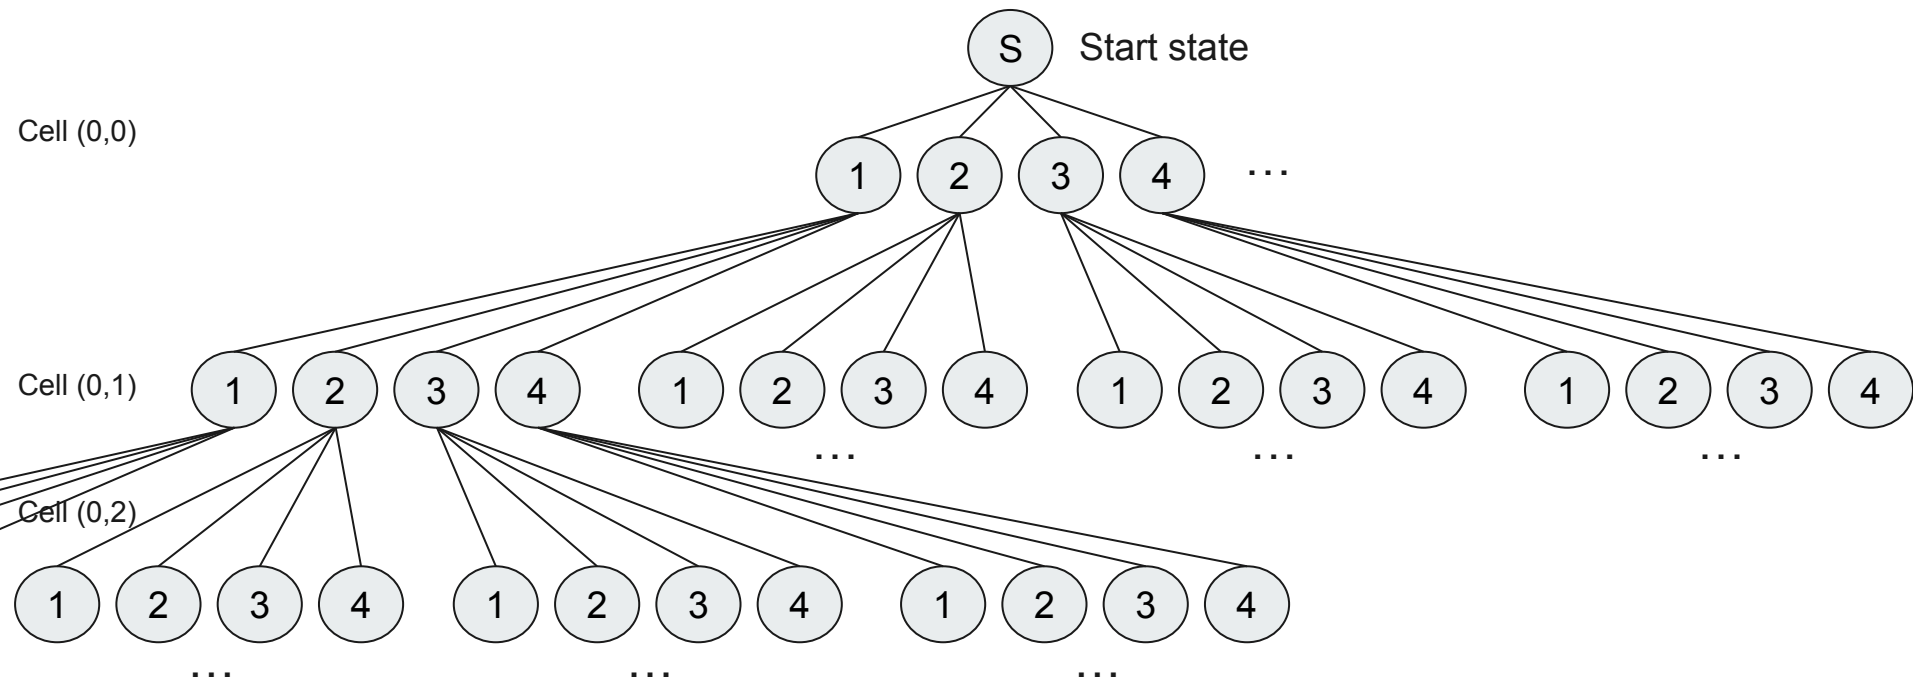 S Start state
Cell (0,0)
1 2 3 4 ...
Cell (0,1) 1 2 3 4 1 2 3 4 1 2 3 4 1 2 3 4
... ... ...
Cell (0,2)
1 2 3 4 1 2 3 4 1 2 3 4
... ... ...